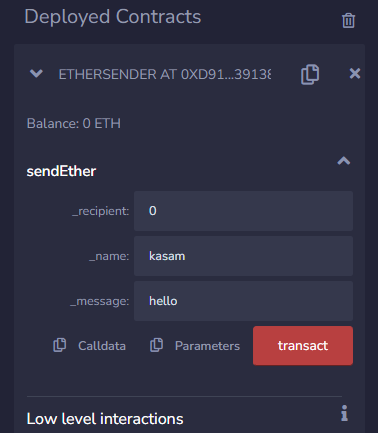 Deployed Contracts
ETHERSENDER AT 0XD91...39138
Balance: 0 ETH
sendEther
_recipient: 0
_name: kasam
_message: hello
Calldata Parameters transact
Low level interactions